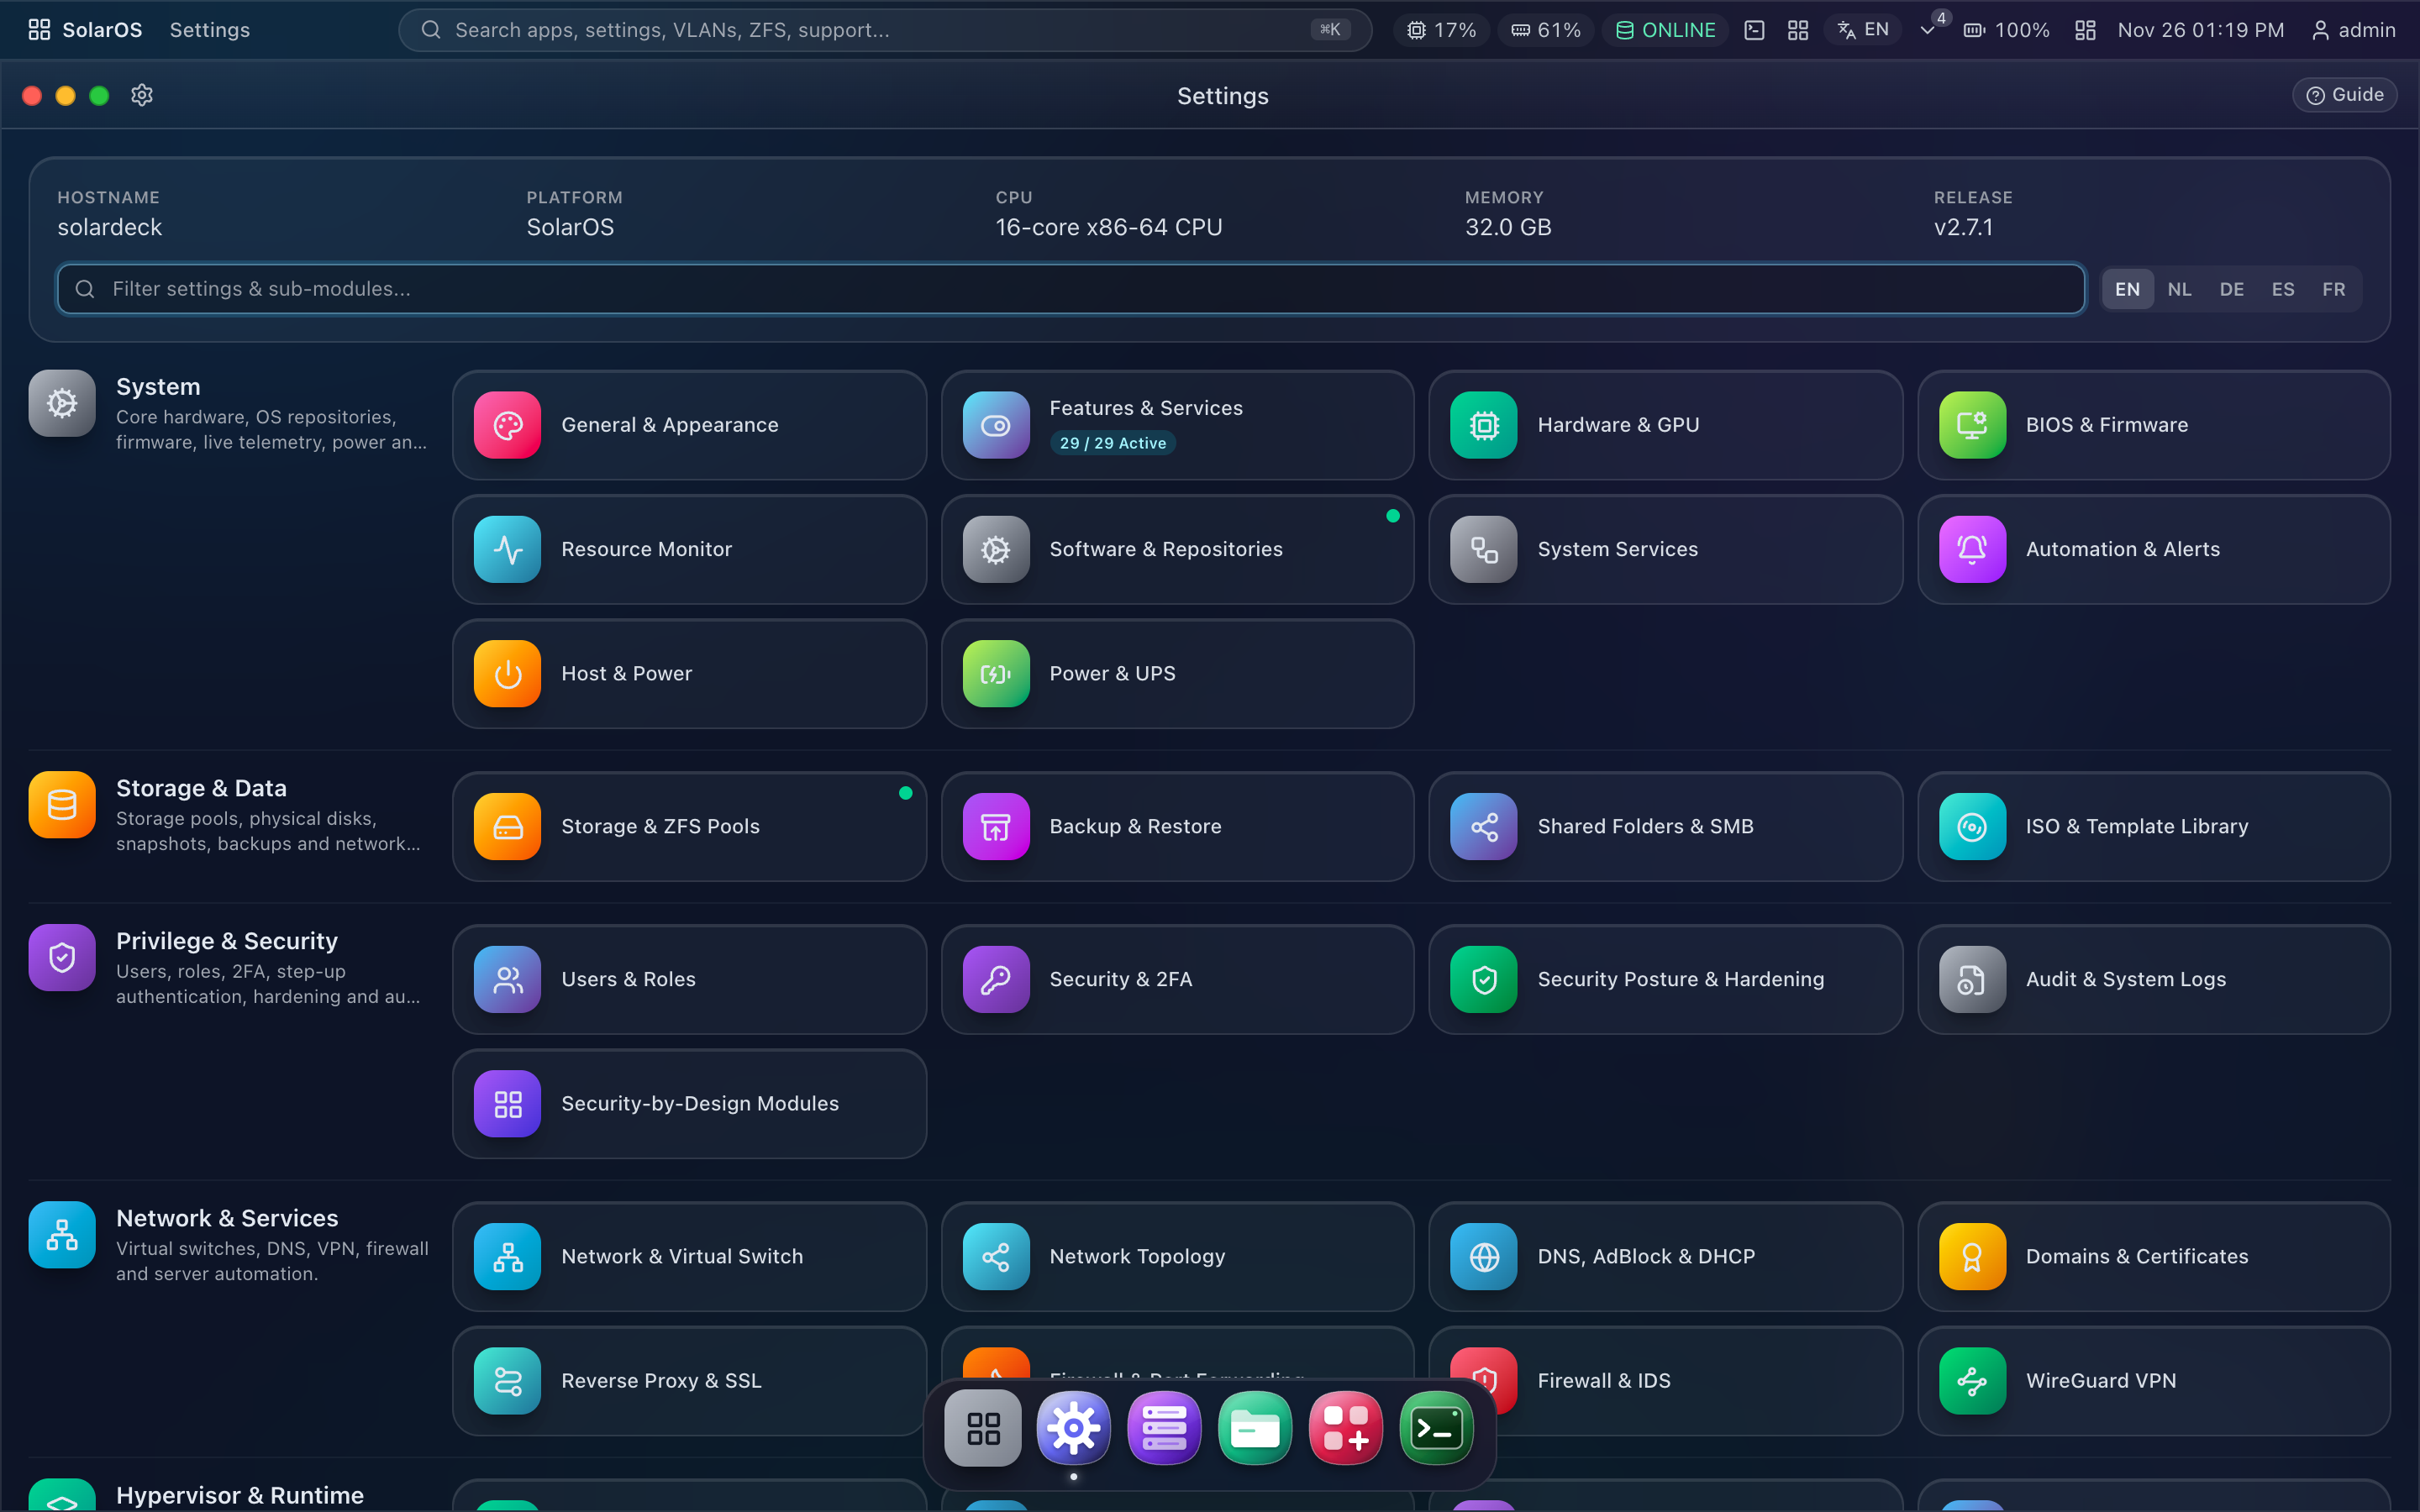 SolarOS Settings Search apps, settings, VLANs, ZFS, support... ⌘K 17% 61% ONLINE EN 4 100% Nov 26 01:19 PM admin
Settings
Guide
HOSTNAME PLATFORM CPU MEMORY RELEASE
solardeck SolarOS 16-core x86-64 CPU 32.0 GB v2.7.1
Filter settings & sub-modules... EN NL DE ES FR
System
Core hardware, OS repositories,
firmware, live telemetry, power an...
General & Appearance
Features & Services
29 / 29 Active
Hardware & GPU
BIOS & Firmware
Resource Monitor
Software & Repositories
System Services
Automation & Alerts
Host & Power
Power & UPS
Storage & Data
Storage pools, physical disks,
snapshots, backups and network...
Storage & ZFS Pools
Backup & Restore
Shared Folders & SMB
ISO & Template Library
Privilege & Security
Users, roles, 2FA, step-up
authentication, hardening and au...
Users & Roles
Security & 2FA
Security Posture & Hardening
Audit & System Logs
Security-by-Design Modules
Network & Services
Virtual switches, DNS, VPN, firewall
and server automation.
Network & Virtual Switch
Network Topology
DNS, AdBlock & DHCP
Domains & Certificates
Reverse Proxy & SSL
Firewall & Port Forwarding
Firewall & IDS
WireGuard VPN
Hypervisor & Runtime